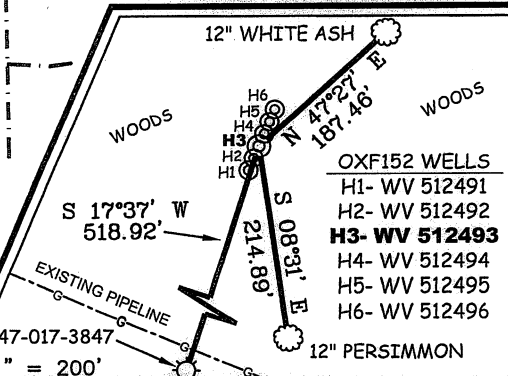 12" WHITE ASH
WOODS
WOODS
H6
H5
H4
H3
H2
H1
N 47°27' E
187.46'
OXF152 WELLS
H1- WV 512491
H2- WV 512492
H3- WV 512493
H4- WV 512494
H5- WV 512495
H6- WV 512496
S 17°37' W
518.92'
S 08°31' E
214.89'
EXISTING PIPELINE
G
G
G
47-017-3847
" = 200'
12" PERSIMMON